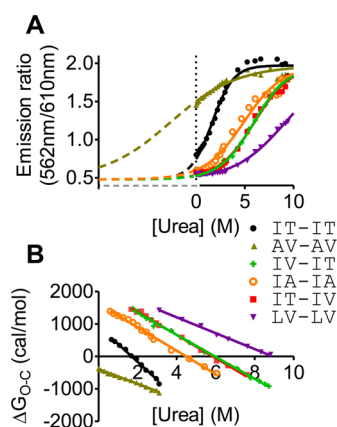 A
Emission ratio
(562nm/610nm)
2.0
1.5
1.0
0.5
0
5
10
[Urea] (M)
IT-IT
AV-AV
IV-IT
IA-IA
IT-IV
LV-LV
B
ΔG O-C (cal/mol)
2000
1000
0
-1000
-2000
2
4
6
8
10
[Urea] (M)